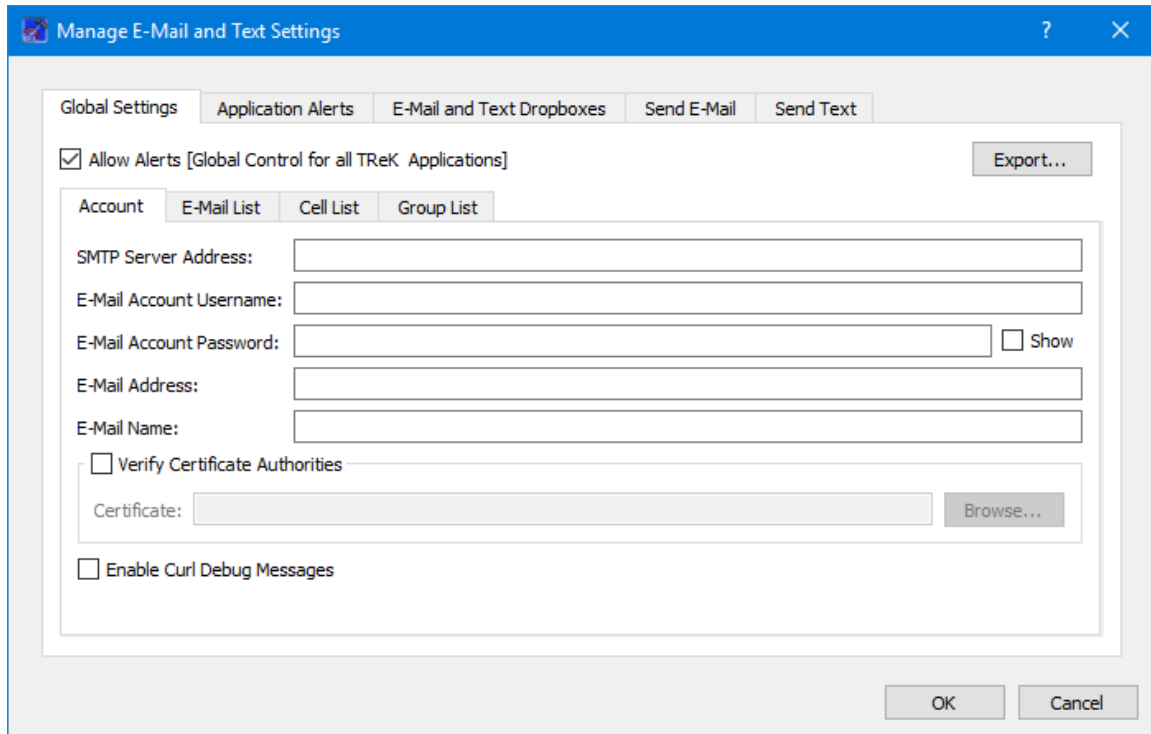 Manage E-Mail and Text Settings ? ×
Global Settings Application Alerts E-Mail and Text Dropboxes Send E-Mail Send Text
Allow Alerts [Global Control for all TReK Applications] Export...
Account E-Mail List Cell List Group List
SMTP Server Address:
E-Mail Account Username:
E-Mail Account Password: Show
E-Mail Address:
E-Mail Name:
Verify Certificate Authorities
Certificate: Browse...
Enable Curl Debug Messages
OK Cancel